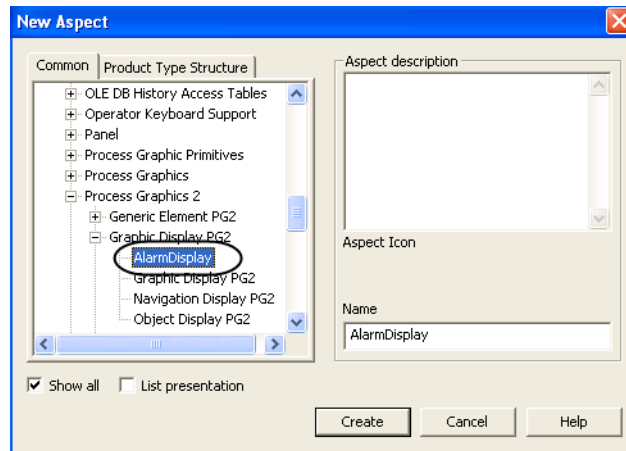 New Aspect
Common
Product Type Structure
OLE DB History Access Tables
Operator Keyboard Support
Panel
Process Graphic Primitives
Process Graphics
Process Graphics 2
Generic Element PG2
Graphic Display PG2
AlarmDisplay
Graphic Display PG2
Navigation Display PG2
Object Display PG2
Aspect description
Aspect Icon
Name
AlarmDisplay
Show all
List presentation
Create
Cancel
Help